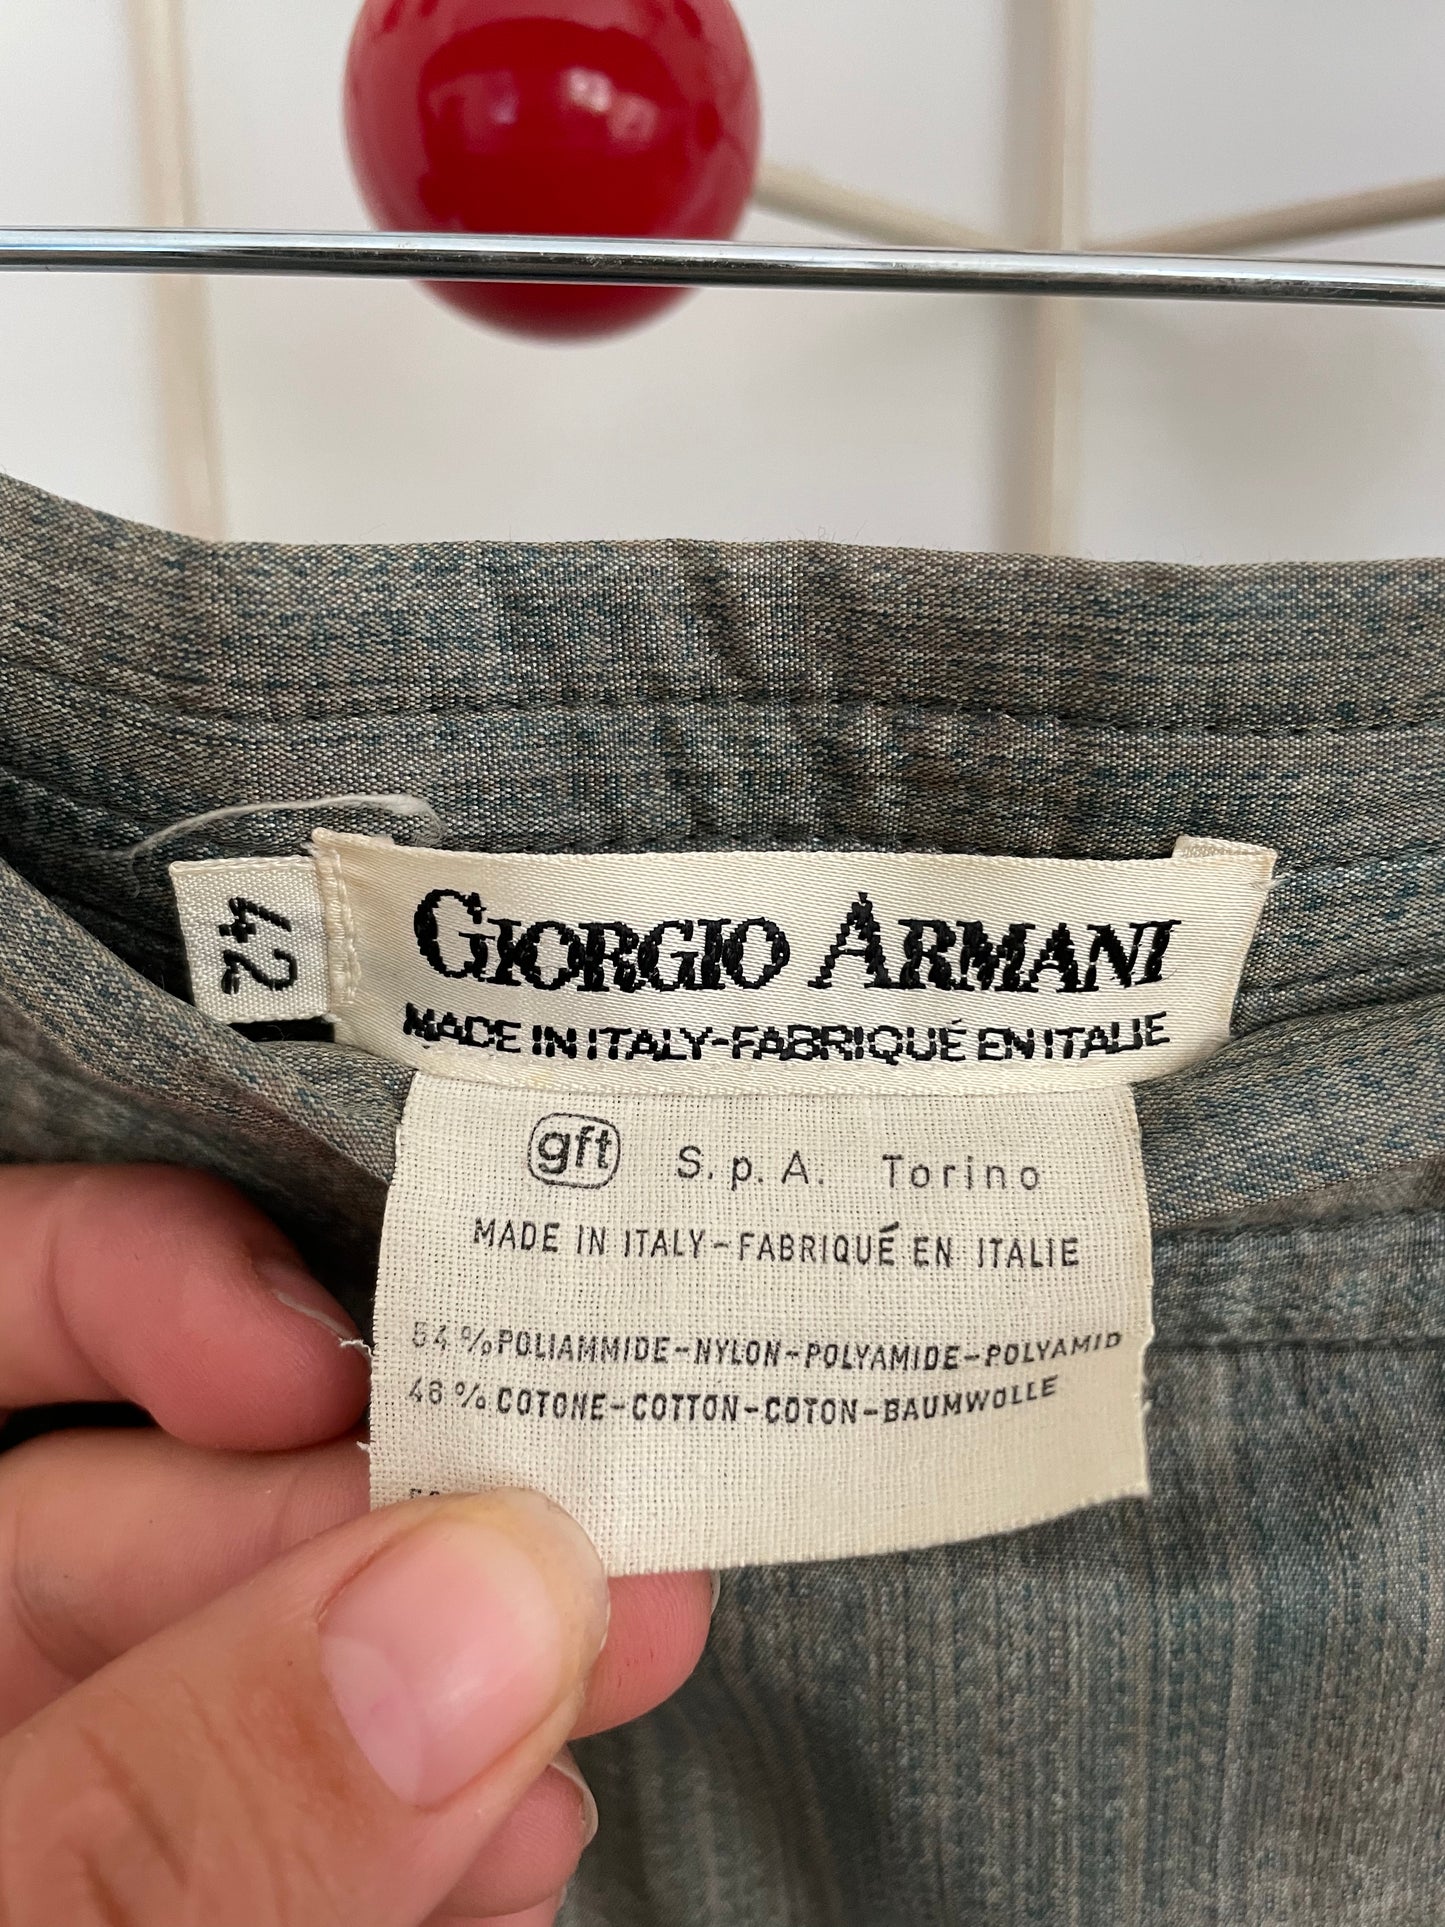 42
GIORGIO ARMANI
MADE IN ITALY-FABRIQUÉ EN ITALIE
gft S.p.A. Torino
MADE IN ITALY-FABRIQUÉ EN ITALIE
54%POLIAMMIDE-NYLON-POLYAMIDE-POLYAMID
46%COTONE-COTTON-COTON-BAUMWOLLE